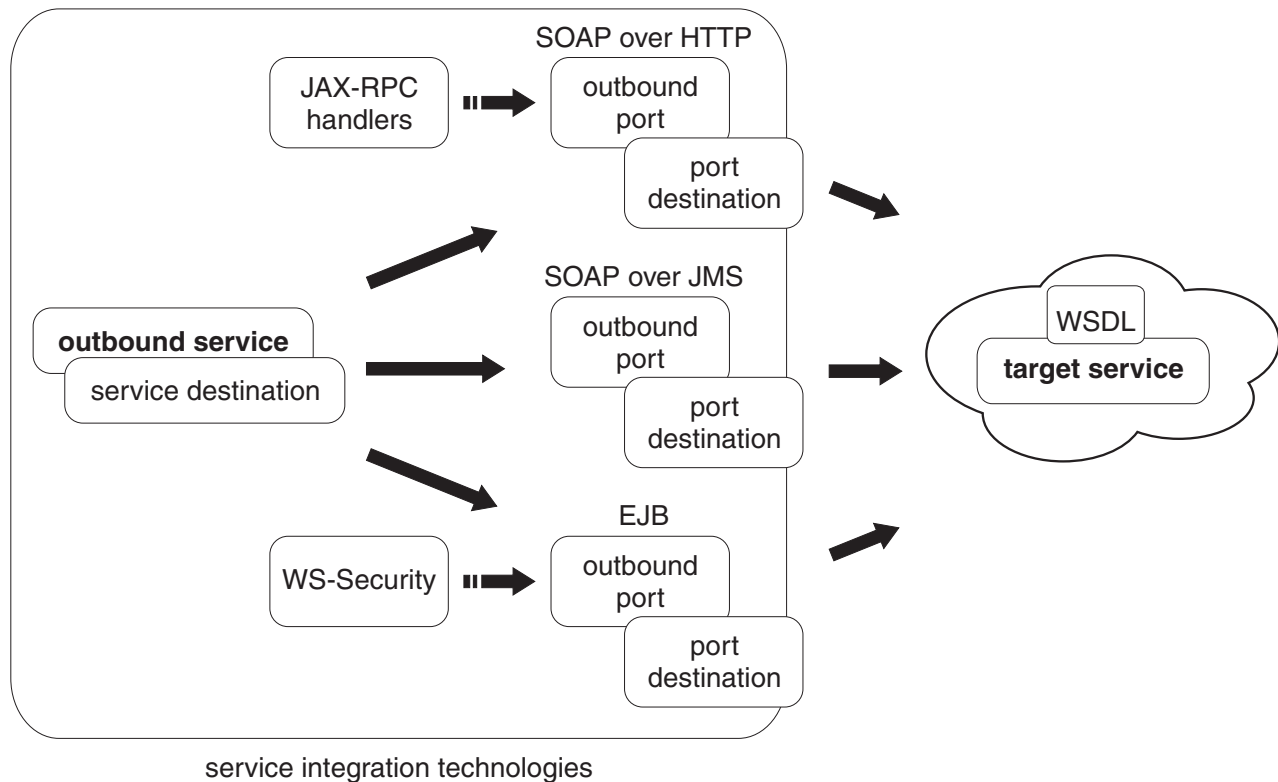 SOAP over HTTP
JAX-RPC
handlers
outbound
port
port
destination
SOAP over JMS
outbound service
service destination
outbound
port
port
destination
WSDL
target service
EJB
WS-Security
outbound
port
port
destination
service integration technologies